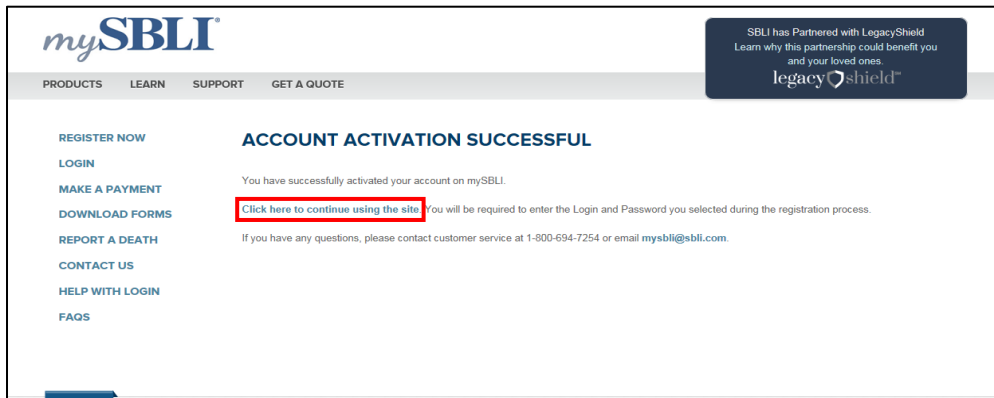 mySBLI®
SBLI has Partnered with LegacyShield
Learn why this partnership could benefit you
and your loved ones.
legacy shield℠
PRODUCTS LEARN SUPPORT GET A QUOTE
REGISTER NOW
LOGIN
MAKE A PAYMENT
DOWNLOAD FORMS
REPORT A DEATH
CONTACT US
HELP WITH LOGIN
FAQS
ACCOUNT ACTIVATION SUCCESSFUL
You have successfully activated your account on mySBLI.
Click here to continue using the site. You will be required to enter the Login and Password you selected during the registration process.
If you have any questions, please contact customer service at 1-800-694-7254 or email mysbli@sbli.com.